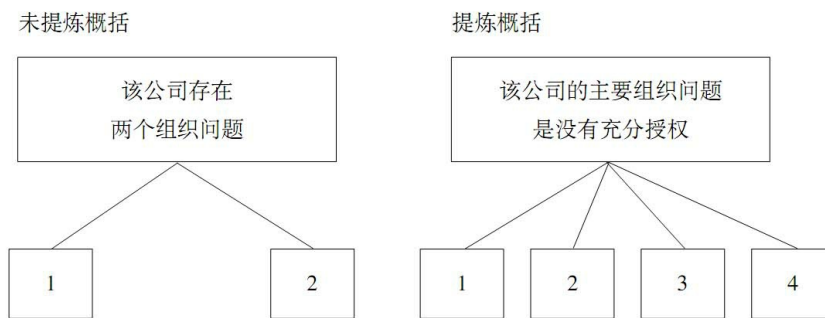 未提炼概括
该公司存在
两个组织问题
1
2
提炼概括
该公司的主要组织问题
是没有充分授权
1
2
3
4